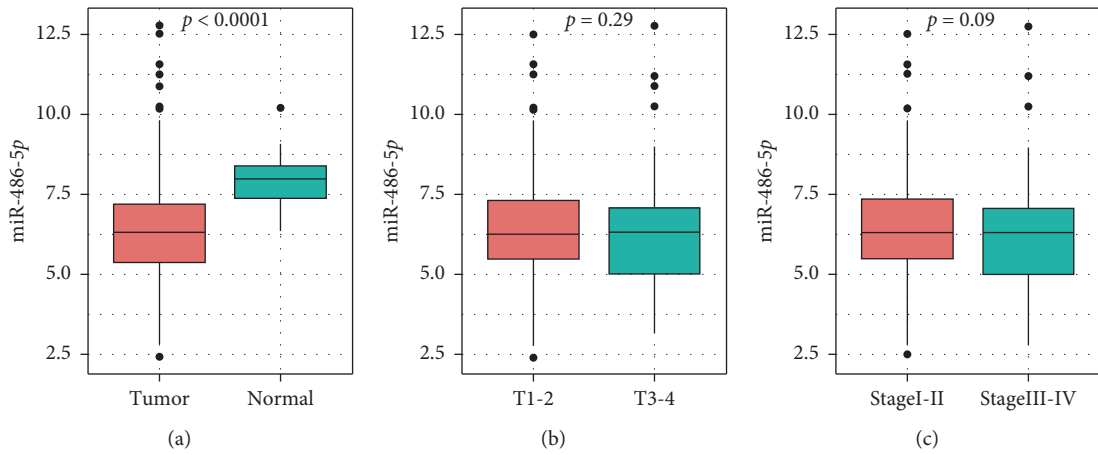 p < 0.0001
12.5
10.0
7.5
5.0
2.5
miR-486-5p
Tumor
Normal
(a)
p = 0.29
12.5
10.0
7.5
5.0
2.5
miR-486-5p
T1-2
T3-4
(b)
p = 0.09
12.5
10.0
7.5
5.0
2.5
miR-486-5p
StageI-II
StageIII-IV
(c)